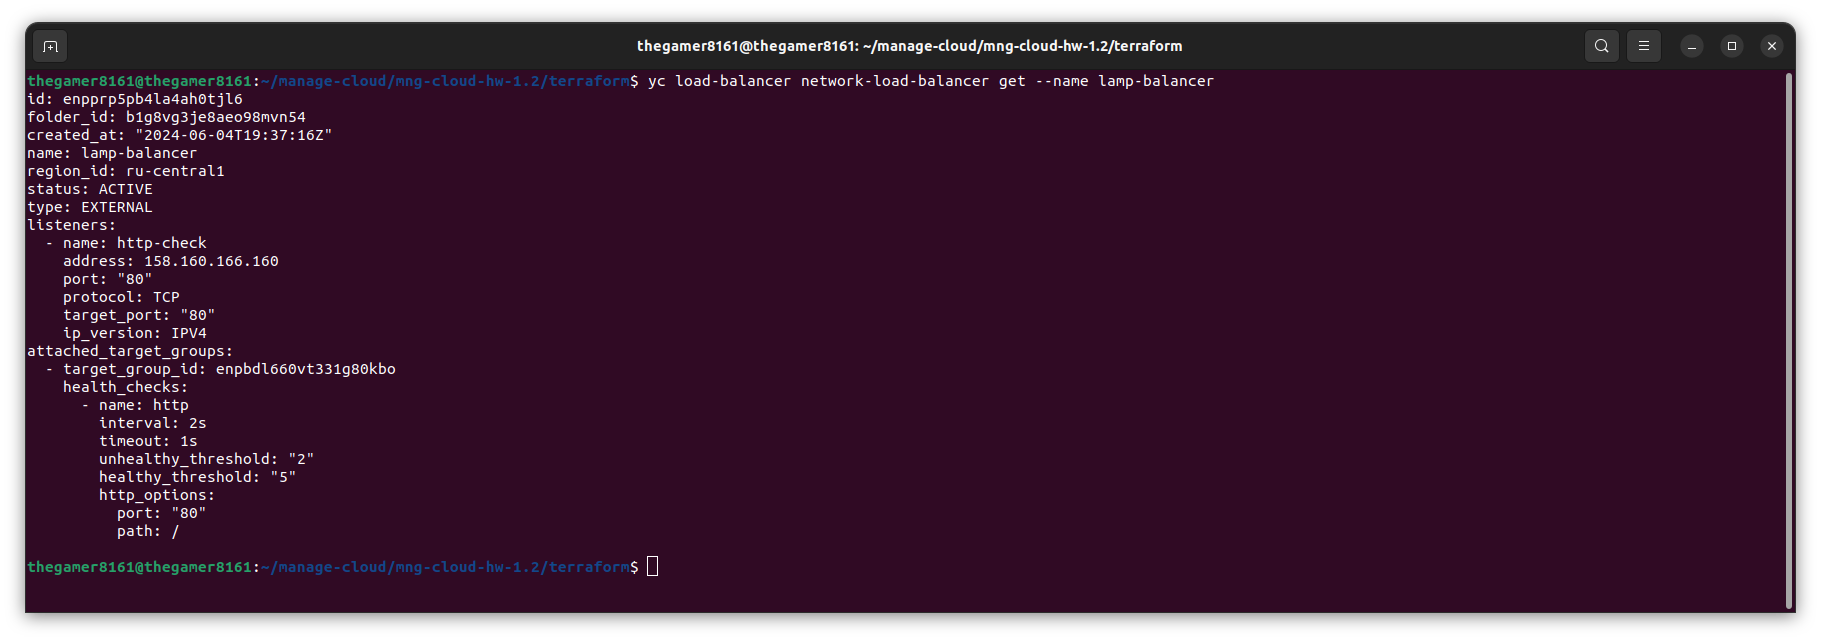 thegamer8161@thegamer8161: ~/manage-cloud/mng-cloud-hw-1.2/terraform
thegamer8161@thegamer8161:~/manage-cloud/mng-cloud-hw-1.2/terraform$ yc load-balancer network-load-balancer get --name lamp-balancer
id: enpprp5pb4la4ah0tjl6
folder_id: b1g8vg3je8aeo98mvn54
created_at: "2024-06-04T19:37:16Z"
name: lamp-balancer
region_id: ru-central1
status: ACTIVE
type: EXTERNAL
listeners:
  - name: http-check
    address: 158.160.166.160
    port: "80"
    protocol: TCP
    target_port: "80"
    ip_version: IPV4
attached_target_groups:
  - target_group_id: enpbdl660vt331g80kbo
    health_checks:
      - name: http
        interval: 2s
        timeout: 1s
        unhealthy_threshold: "2"
        healthy_threshold: "5"
        http_options:
          port: "80"
          path: /
thegamer8161@thegamer8161:~/manage-cloud/mng-cloud-hw-1.2/terraform$